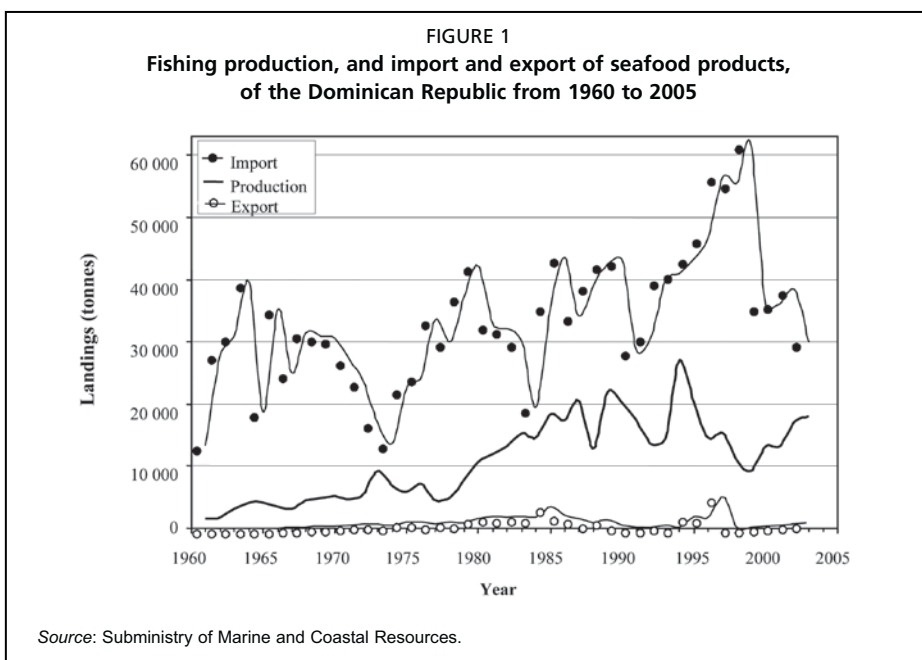 FIGURE 1
Fishing production, and import and export of seafood products,
of the Dominican Republic from 1960 to 2005
60 000
50 000
40 000
30 000
20 000
10 000
0
Landings (tonnes)
Import
Production
Export
1960 1965 1970 1975 1980 1985 1990 1995 2000 2005
Year
Source: Subministry of Marine and Coastal Resources.